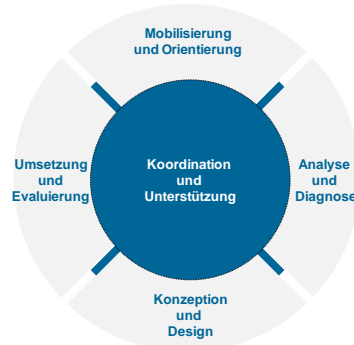 Mobilisierung
und Orientierung
Umsetzung
und
Evaluierung
Koordination
und
Unterstützung
Analyse
und
Diagnose
Konzeption
und
Design